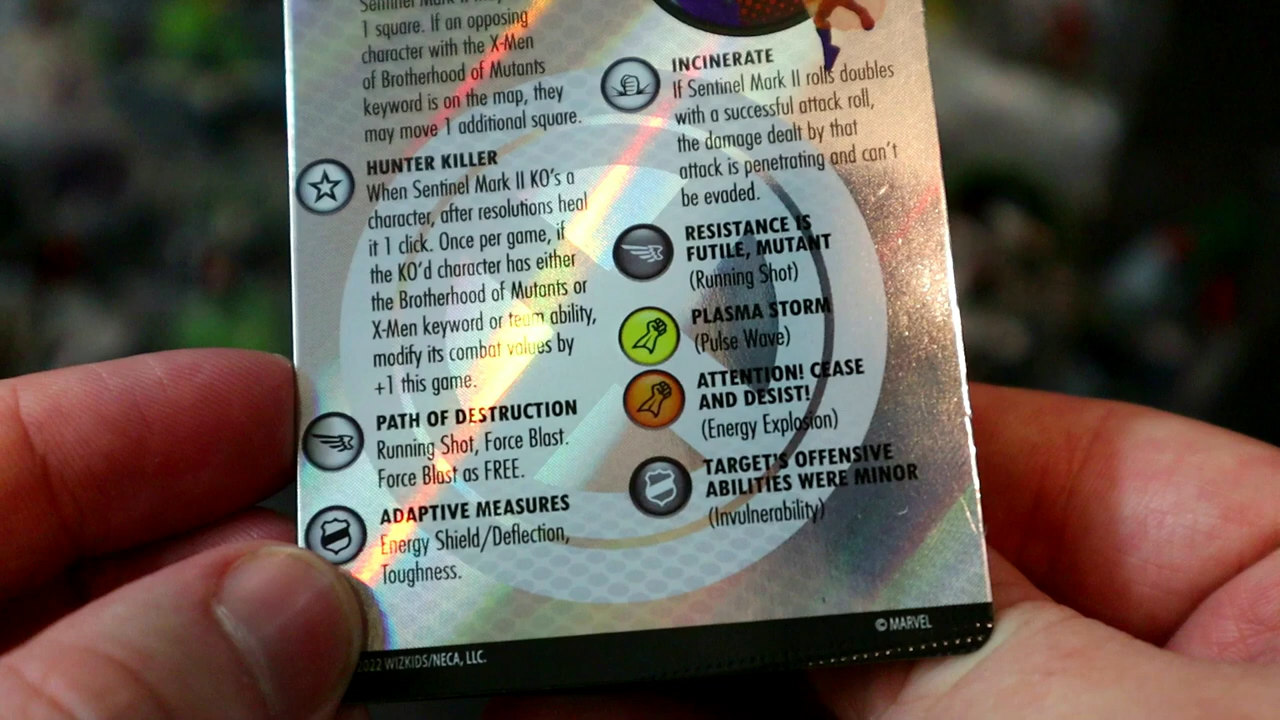 Sentinel Mark II
1 square. If an opposing
character with the X-Men
of Brotherhood of Mutants
keyword is on the map, they
may move 1 additional square.
HUNTER KILLER
When Sentinel Mark II KO's a
character, after resolutions heal
it 1 click. Once per game, if
the KO'd character has either
the Brotherhood of Mutants or
X-Men keyword or team ability,
modify its combat values by
+1 this game.
PATH OF DESTRUCTION
Running Shot, Force Blast.
Force Blast as FREE.
ADAPTIVE MEASURES
Energy Shield/Deflection,
Toughness.
INCINERATE
If Sentinel Mark II rolls doubles
with a successful attack roll,
the damage dealt by that
attack is penetrating and can't
be evaded.
RESISTANCE IS
FUTILE, MUTANT
(Running Shot)
PLASMA STORM
(Pulse Wave)
ATTENTION! CEASE
AND DESIST!
(Energy Explosion)
TARGET'S OFFENSIVE
ABILITIES WERE MINOR
(Invulnerability)
2022 WIZKIDS/NECA, LLC.
© MARVEL